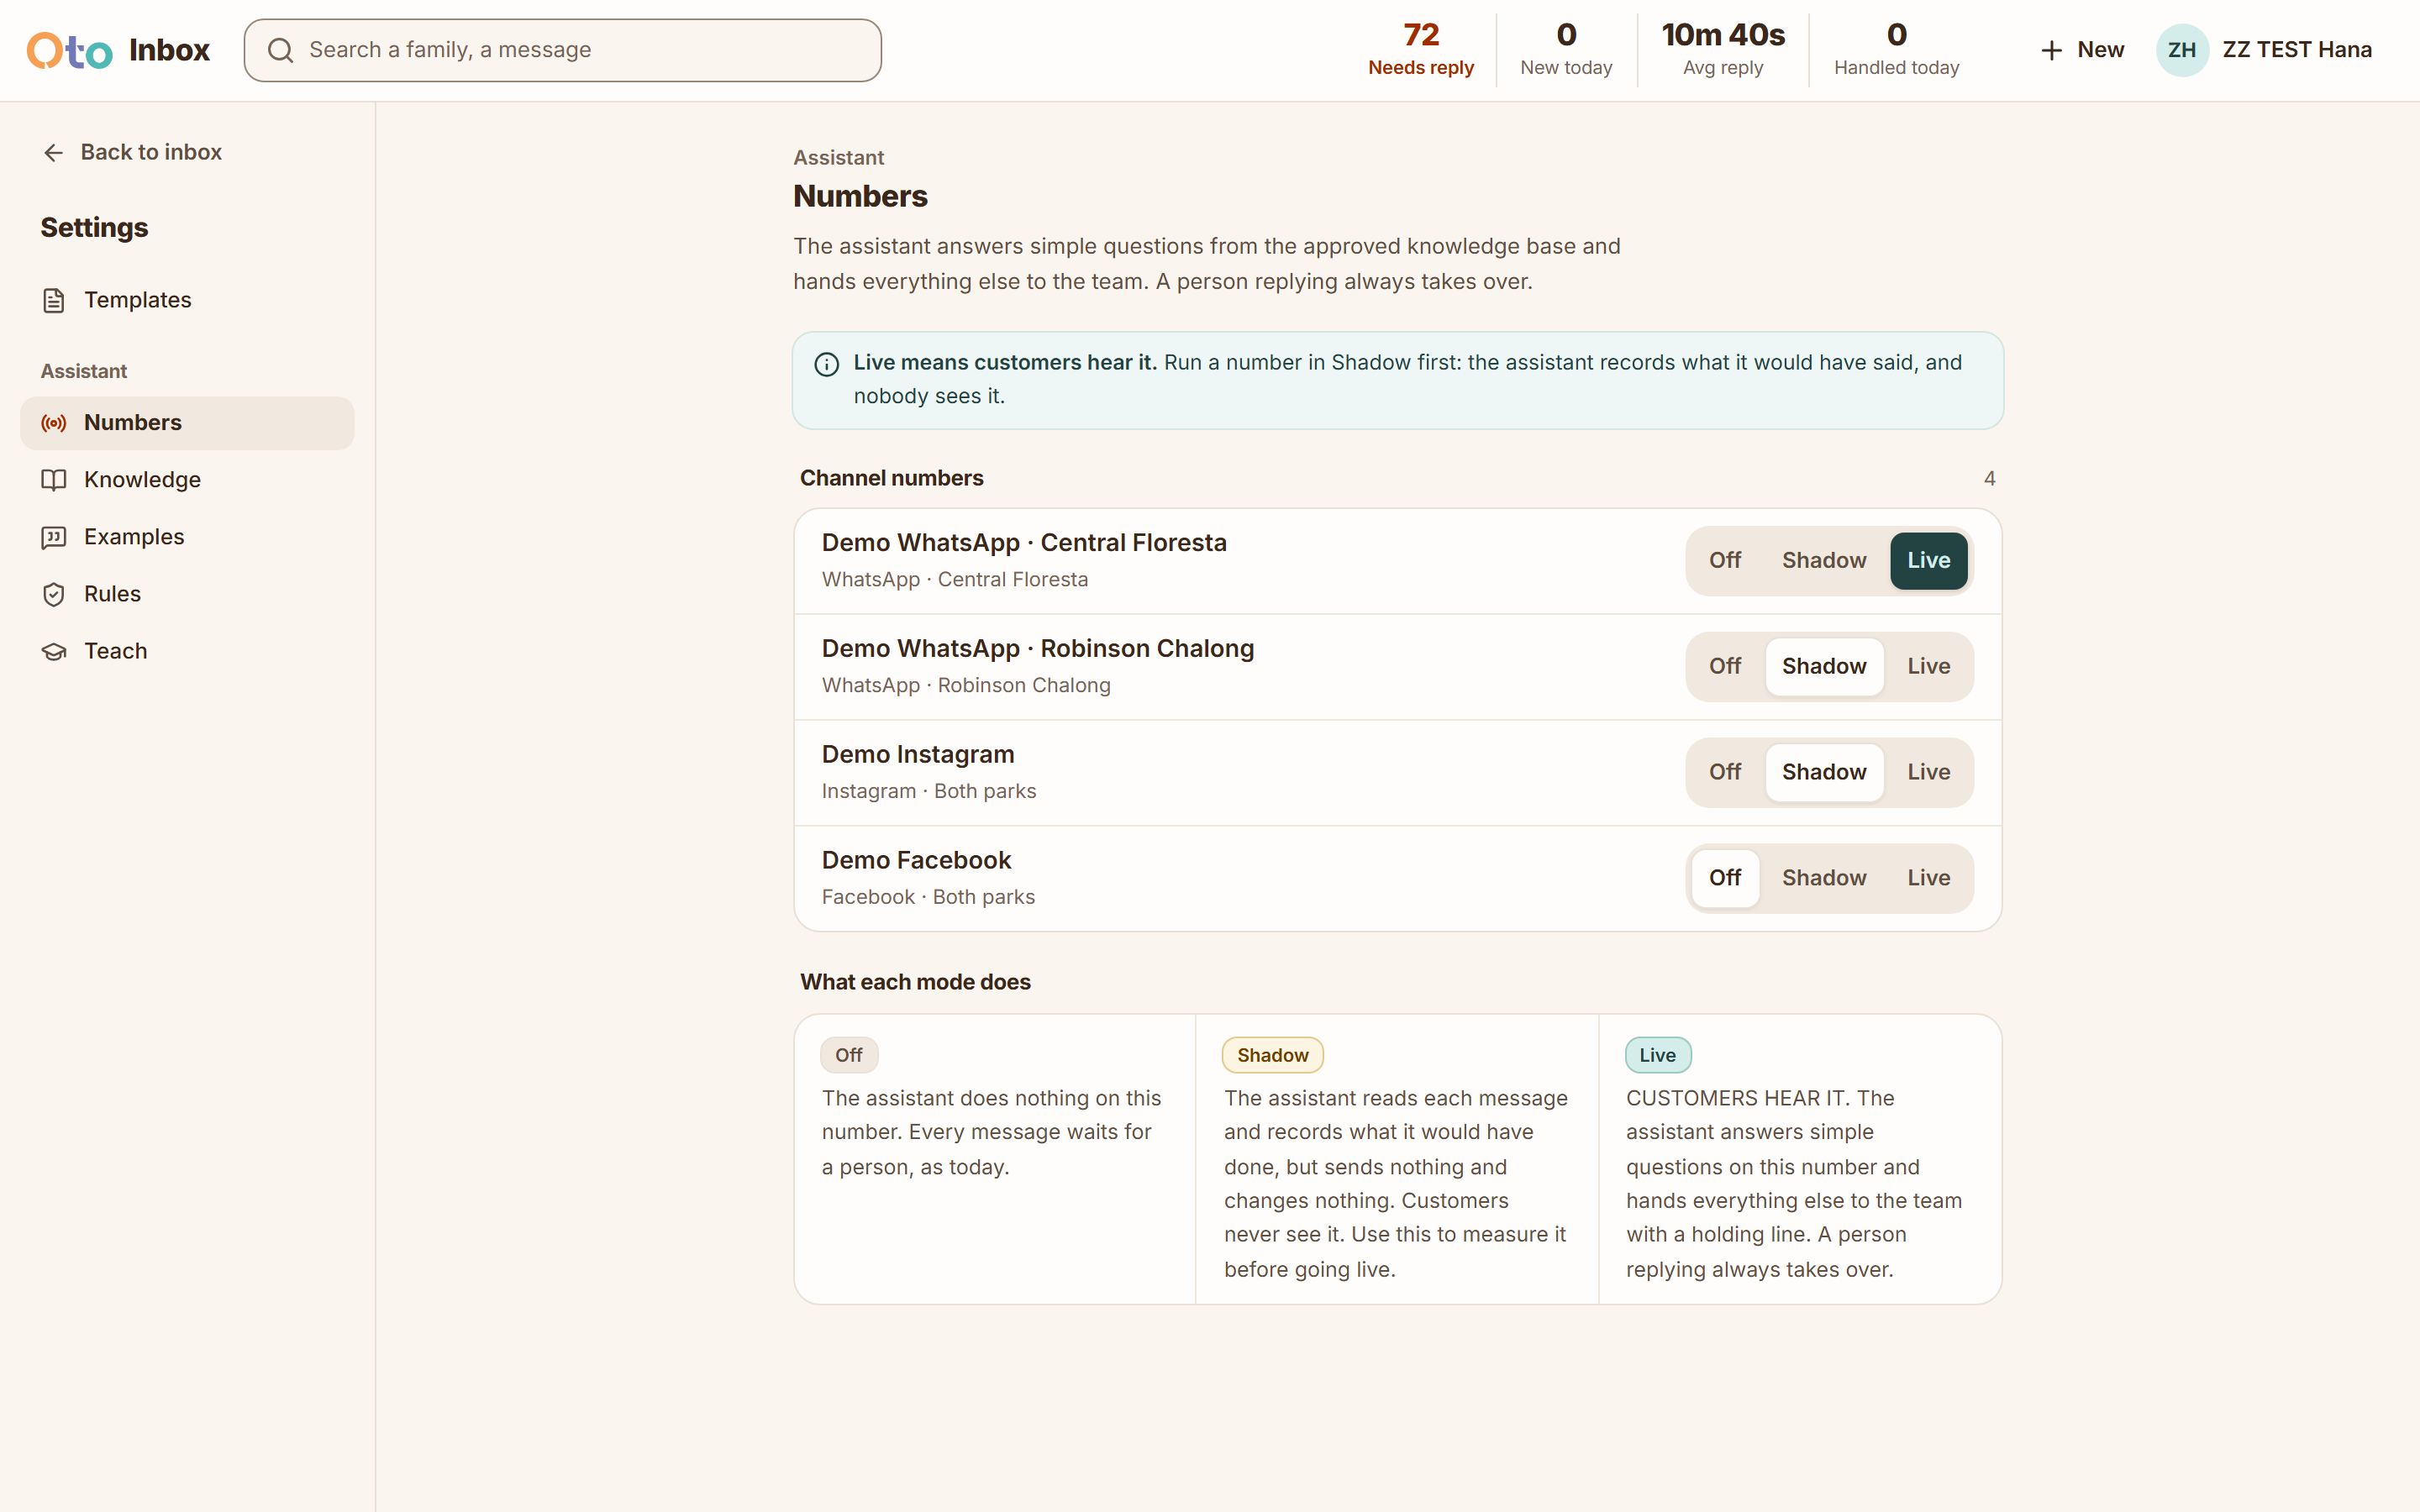 Oto Inbox
Search a family, a message
72
Needs reply
0
New today
10m 40s
Avg reply
0
Handled today
New
ZH
ZZ TEST Hana
Back to inbox
Settings
Templates
Assistant
Numbers
Knowledge
Examples
Rules
Teach
Assistant
Numbers
The assistant answers simple questions from the approved knowledge base and
hands everything else to the team. A person replying always takes over.
Live means customers hear it. Run a number in Shadow first: the assistant records what it would have said, and
nobody sees it.
Channel numbers
4
Demo WhatsApp · Central Floresta
WhatsApp · Central Floresta
Off Shadow Live
Demo WhatsApp · Robinson Chalong
WhatsApp · Robinson Chalong
Off Shadow Live
Demo Instagram
Instagram · Both parks
Off Shadow Live
Demo Facebook
Facebook · Both parks
Off Shadow Live
What each mode does
Off
The assistant does nothing on this
number. Every message waits for
a person, as today.
Shadow
The assistant reads each message
and records what it would have
done, but sends nothing and
changes nothing. Customers
never see it. Use this to measure it
before going live.
Live
CUSTOMERS HEAR IT. The
assistant answers simple
questions on this number and
hands everything else to the team
with a holding line. A person
replying always takes over.